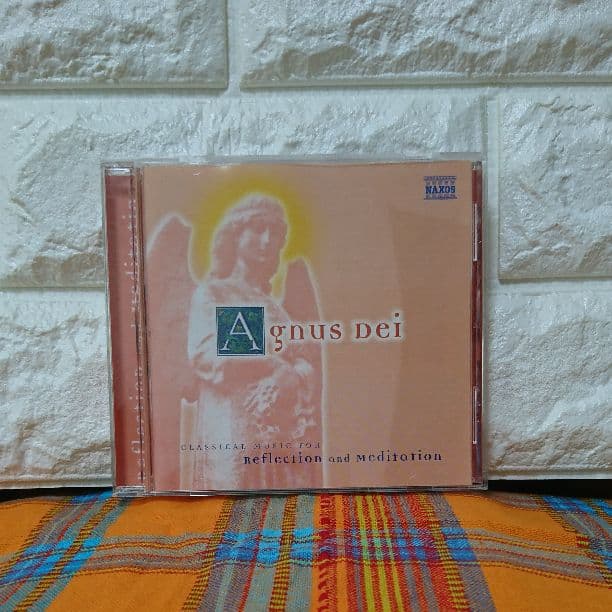 NAXOS
Agnus Dei
CLASSICAL MUSIC FOR
Reflection and Meditation